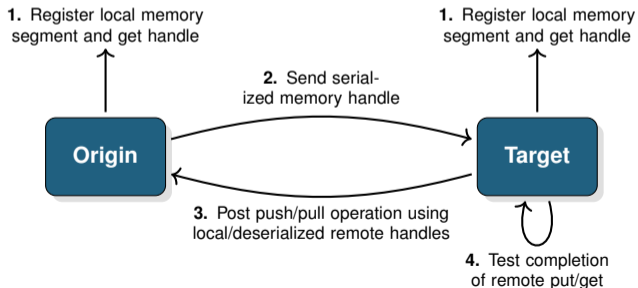 1. Register local memory
segment and get handle
1. Register local memory
segment and get handle
2. Send serial-
ized memory handle
Origin
Target
3. Post push/pull operation using
local/deserialized remote handles
4. Test completion
of remote put/get